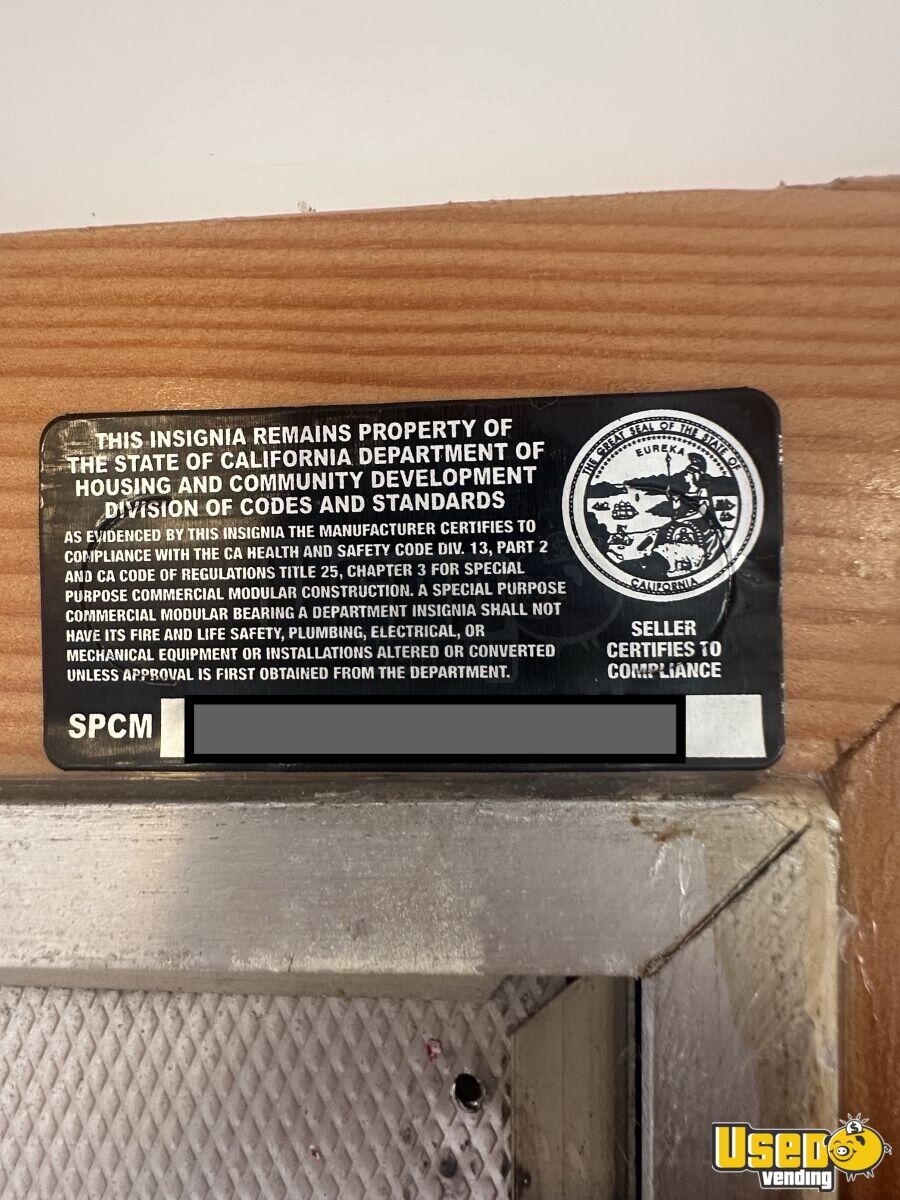 THIS INSIGNIA REMAINS PROPERTY OF
THE STATE OF CALIFORNIA DEPARTMENT OF
HOUSING AND COMMUNITY DEVELOPMENT
DIVISION OF CODES AND STANDARDS
AS EVIDENCED BY THIS INSIGNIA THE MANUFACTURER CERTIFIES TO
COMPLIANCE WITH THE CA HEALTH AND SAFETY CODE DIV. 13, PART 2
AND CA CODE OF REGULATIONS TITLE 25, CHAPTER 3 FOR SPECIAL
PURPOSE COMMERCIAL MODULAR CONSTRUCTION. A SPECIAL PURPOSE
COMMERCIAL MODULAR BEARING A DEPARTMENT INSIGNIA SHALL NOT
HAVE ITS FIRE AND LIFE SAFETY, PLUMBING, ELECTRICAL, OR
MECHANICAL EQUIPMENT OR INSTALLATIONS ALTERED OR CONVERTED
UNLESS APPROVAL IS FIRST OBTAINED FROM THE DEPARTMENT.
THE GREAT SEAL OF THE STATE OF
EUREKA
CALIFORNIA
SELLER
CERTIFIES TO
COMPLIANCE
SPCM
USED
vending